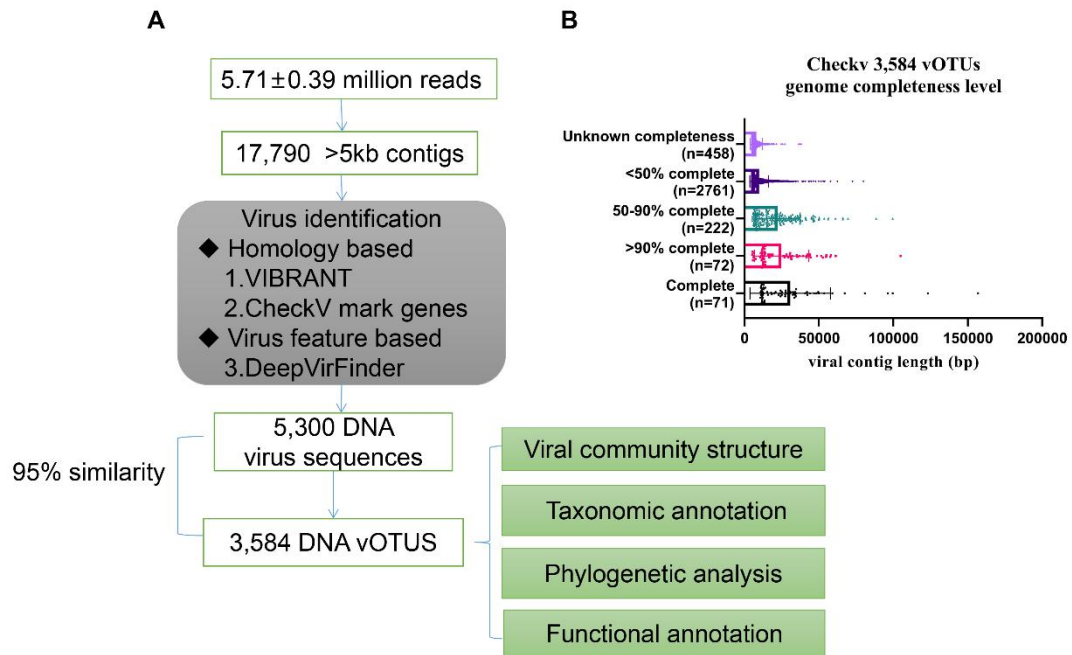 A
5.71±0.39 million reads
17,790 >5kb contigs
Virus identification
◆ Homology based
1.VIBRANT
2.CheckV mark genes
◆ Virus feature based
3.DeepVirFinder
5,300 DNA
virus sequences
95% similarity
3,584 DNA vOTUS
Viral community structure
Taxonomic annotation
Phylogenetic analysis
Functional annotation
B
Checkv 3,584 vOTUs
genome completeness level
Unknown completeness
(n=458)
<50% complete
(n=2761)
50-90% complete
(n=222)
>90% complete
(n=72)
Complete
(n=71)
0 50000 100000 150000 200000
viral contig length (bp)